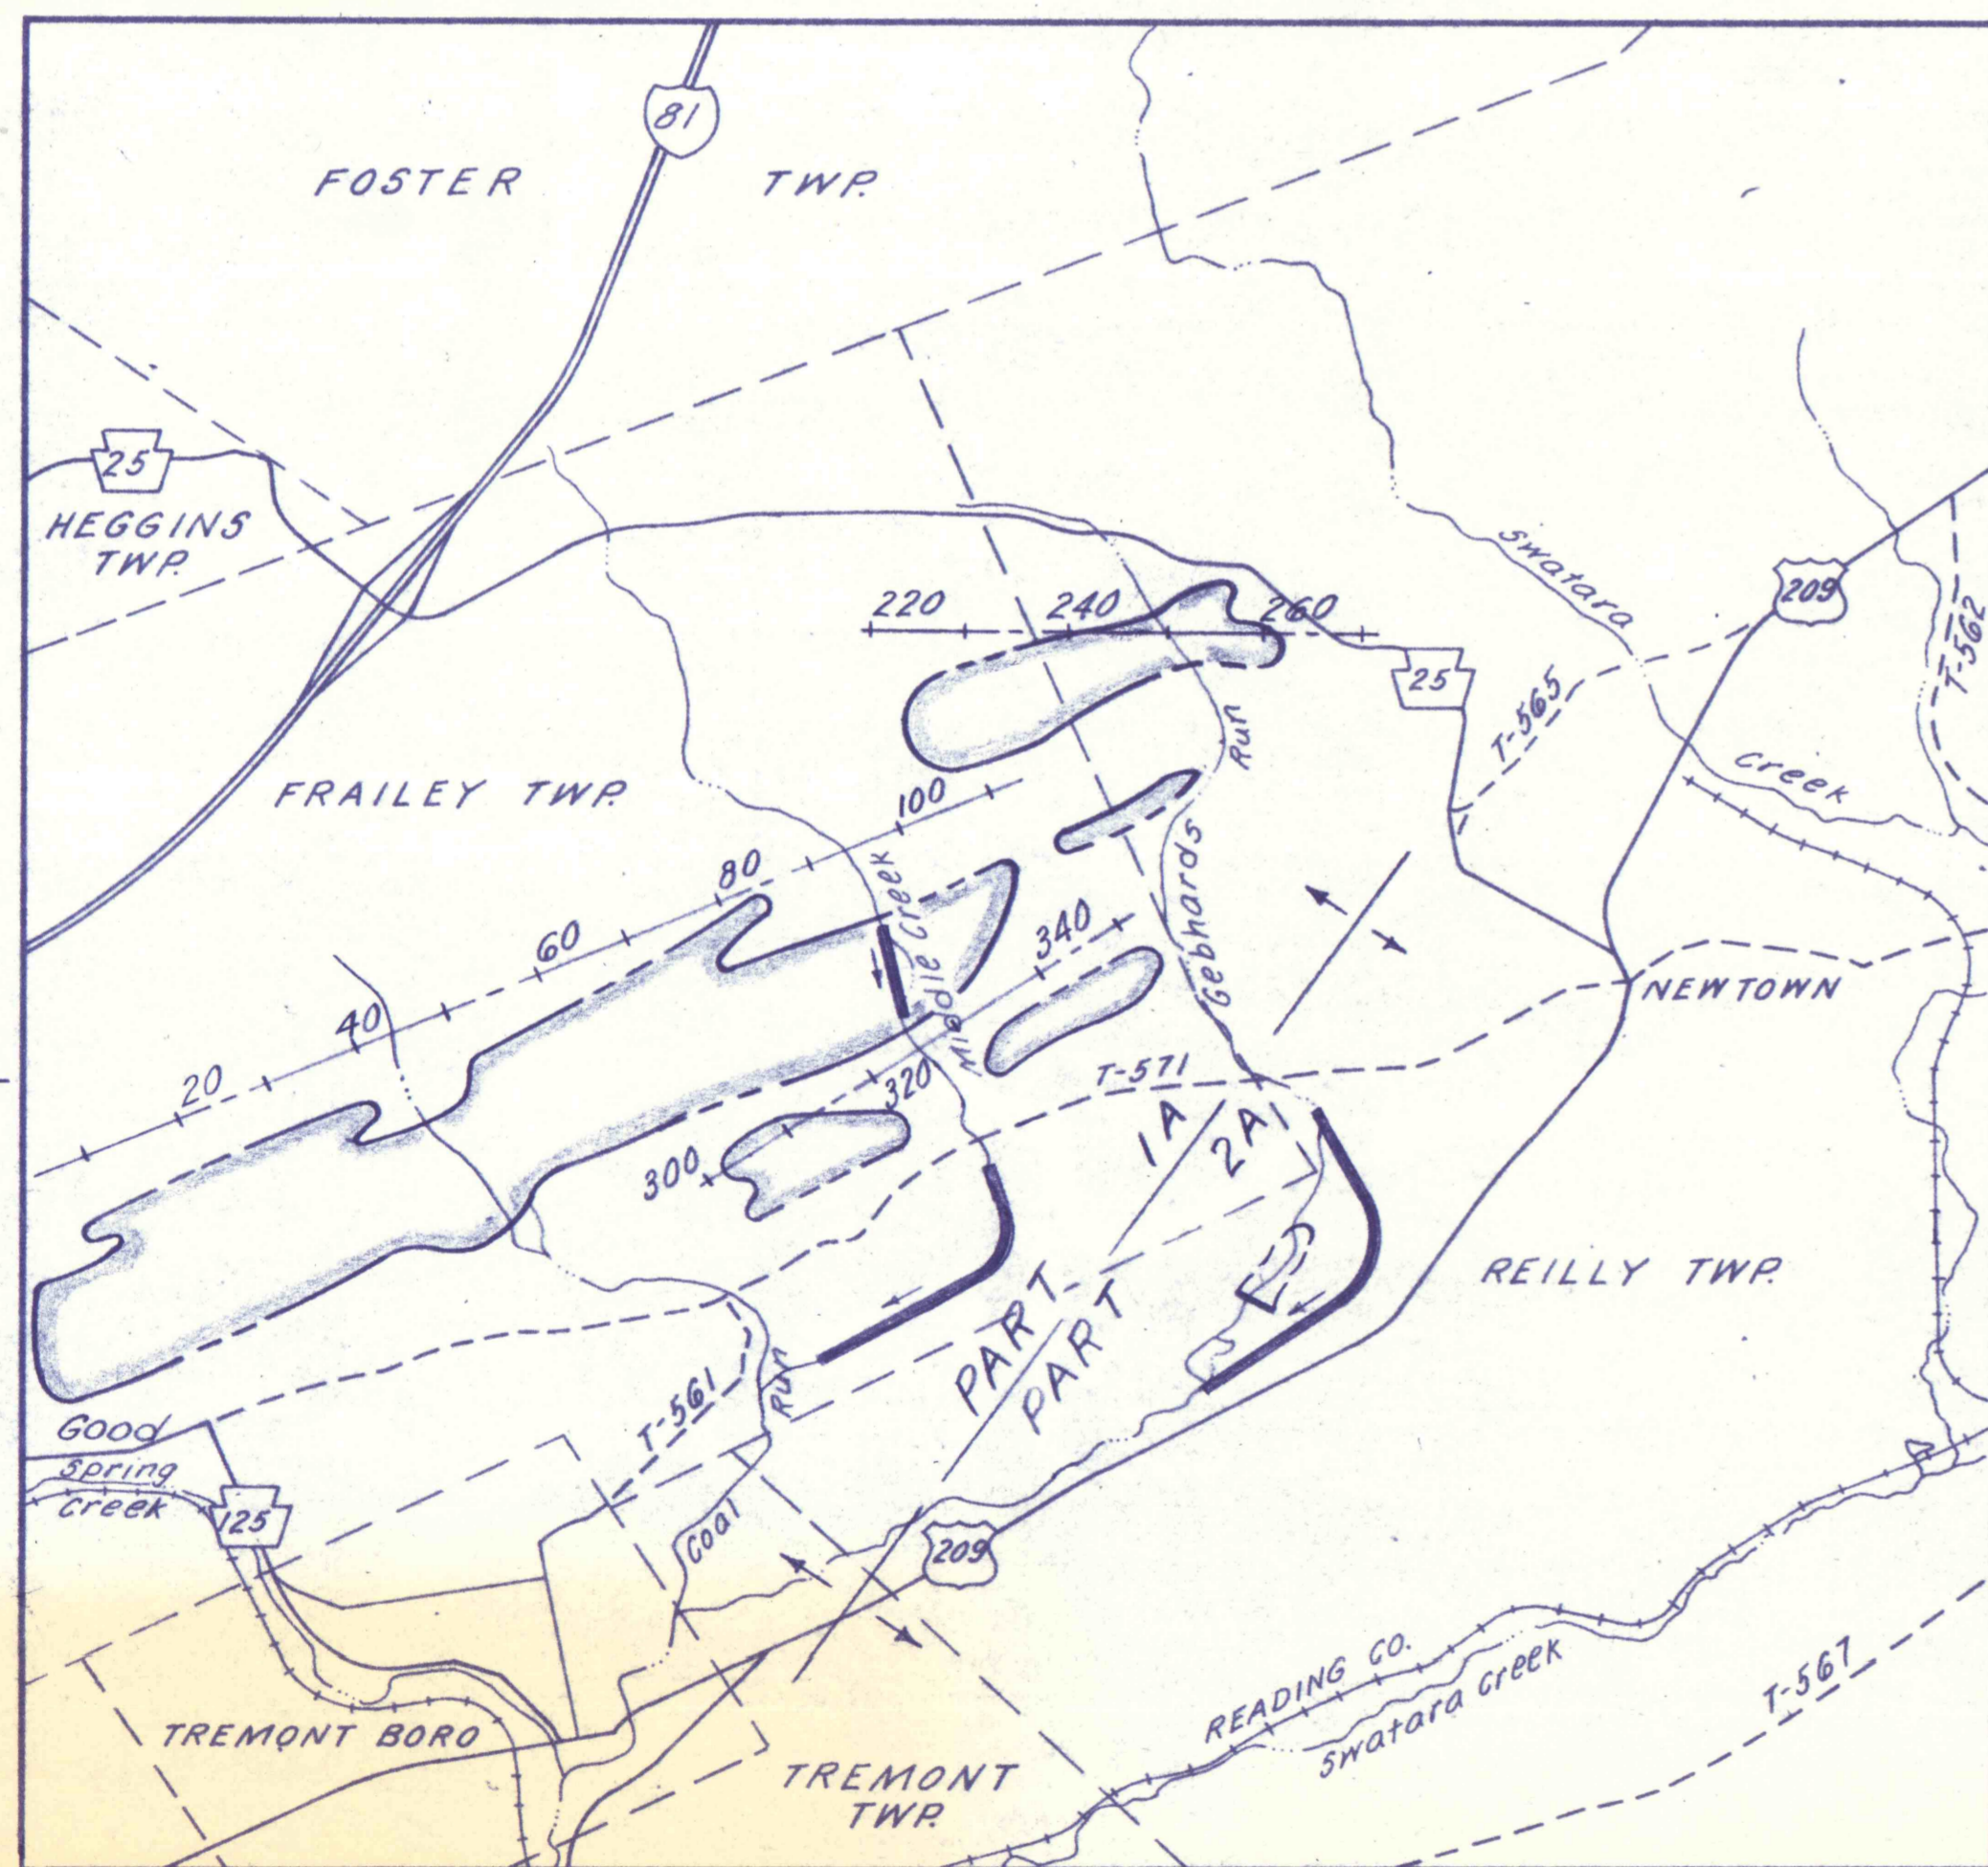 81
FOSTER TWP.
25
HEGGINS
TWP.
Swatara
209
T-562
220 240 260
25
T-565
Run
Creek
FRAILEY TWP.
100
80
Middle Creek
60
340
Gebhards
40
NEWTOWN
20
320
T-571
300
1A
2A
PART
PART
REILLY TWP.
Run
T-561
GOOD
Spring
Creek
125
Coal
209
READING CO.
Swatara Creek
T-567
TREMONT BORO
TREMONT
TWP.